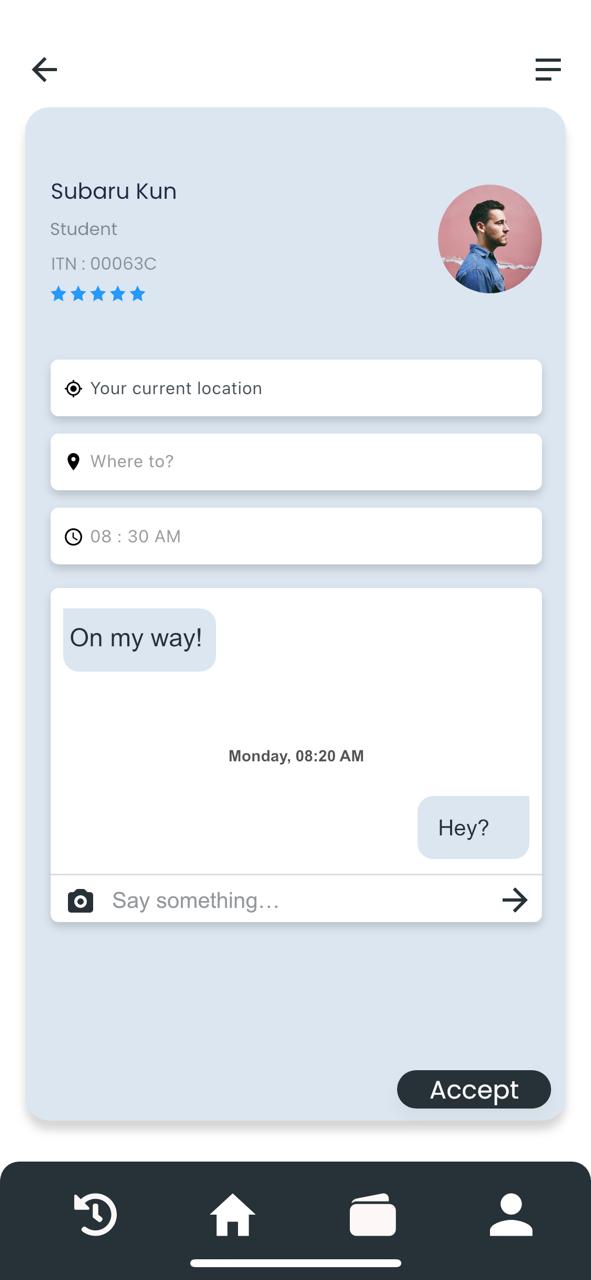 Subaru Kun
Student
ITN : 00063C
Your current location
Where to?
08 : 30 AM
On my way!
Monday, 08:20 AM
Hey?
Say something...
Accept